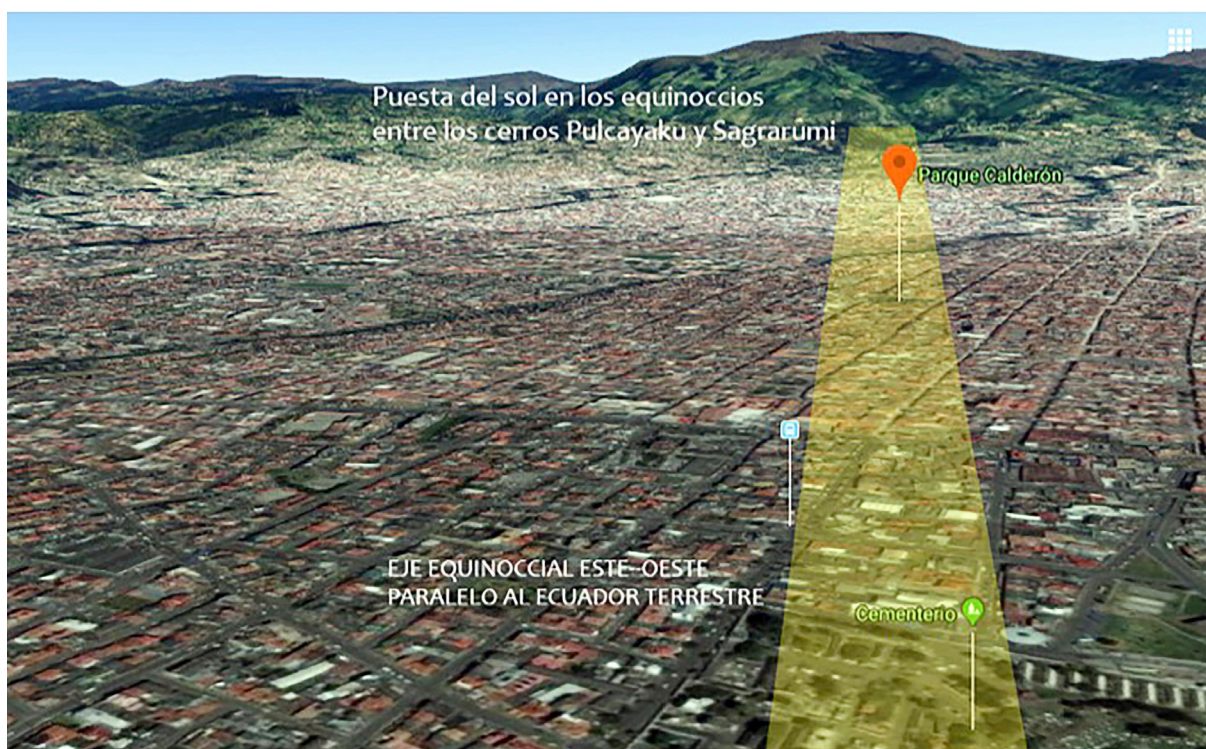 Puesta del sol en los equinoccios
entre los cerros Pulcayaku y Sagrarumi
Parque Calderón
EJE EQUINOCCIAL ESTE--OESTE
PARALELO AL ECUADOR TERRESTRE
Cementerio